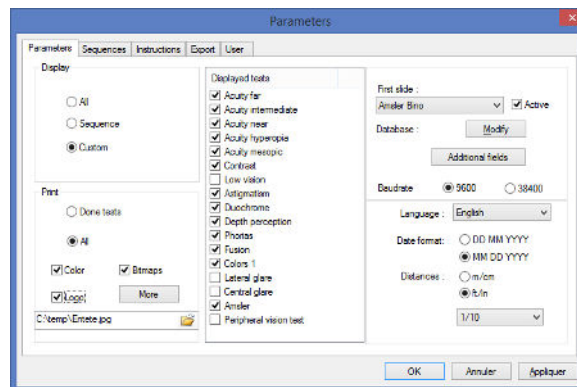 Parameters
Parameters Sequences Instructions Export User
Display
All
Sequence
Custom
Print
Done tests
All
Color Bitmaps
Logo More
C:\temp\Entete.jpg
Displayed tests
Acuity far
Acuity intermediate
Acuity near
Acuity hyperopia
Acuity mesopic
Contrast
Low vision
Astigmatism
Duochrome
Depth perception
Phorias
Fusion
Colors 1
Lateral glare
Central glare
Amsler
Peripheral vision test
First slide :
Amsler Bino Active
Database : Modify
Additional fields
Baudrate 9600 38400
Language : English
Date format: DD MM YYYY
MM DD YYYY
Distances : m/cm
ft/in
1/10
OK Annuler Appliquer